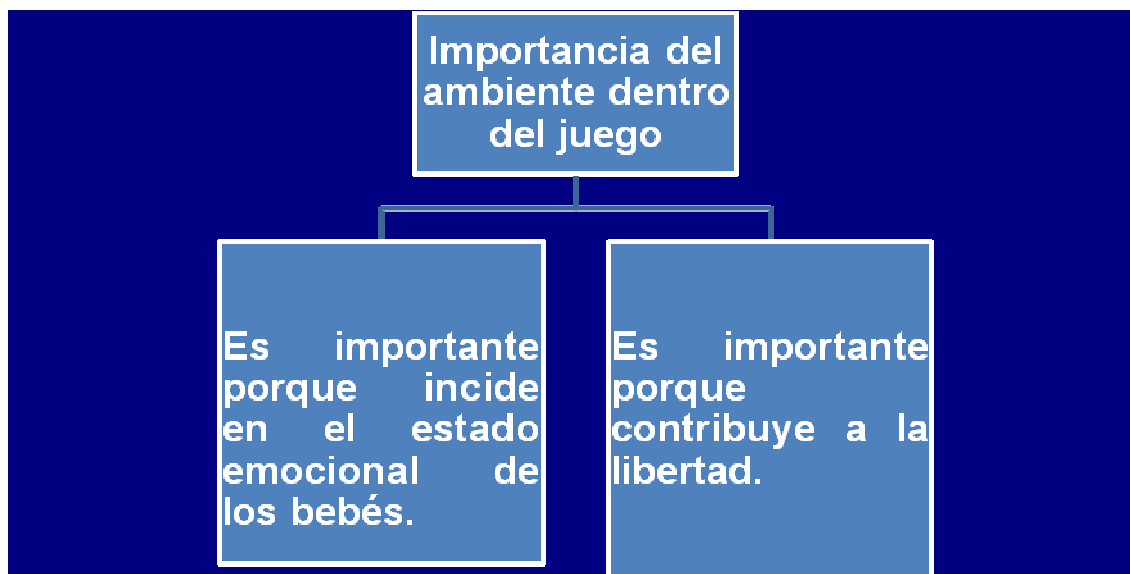 Importancia del
ambiente dentro
del juego
Es importante
porque incide
en el estado
emocional de
los bebés.
Es importante
porque
contribuye a la
libertad.